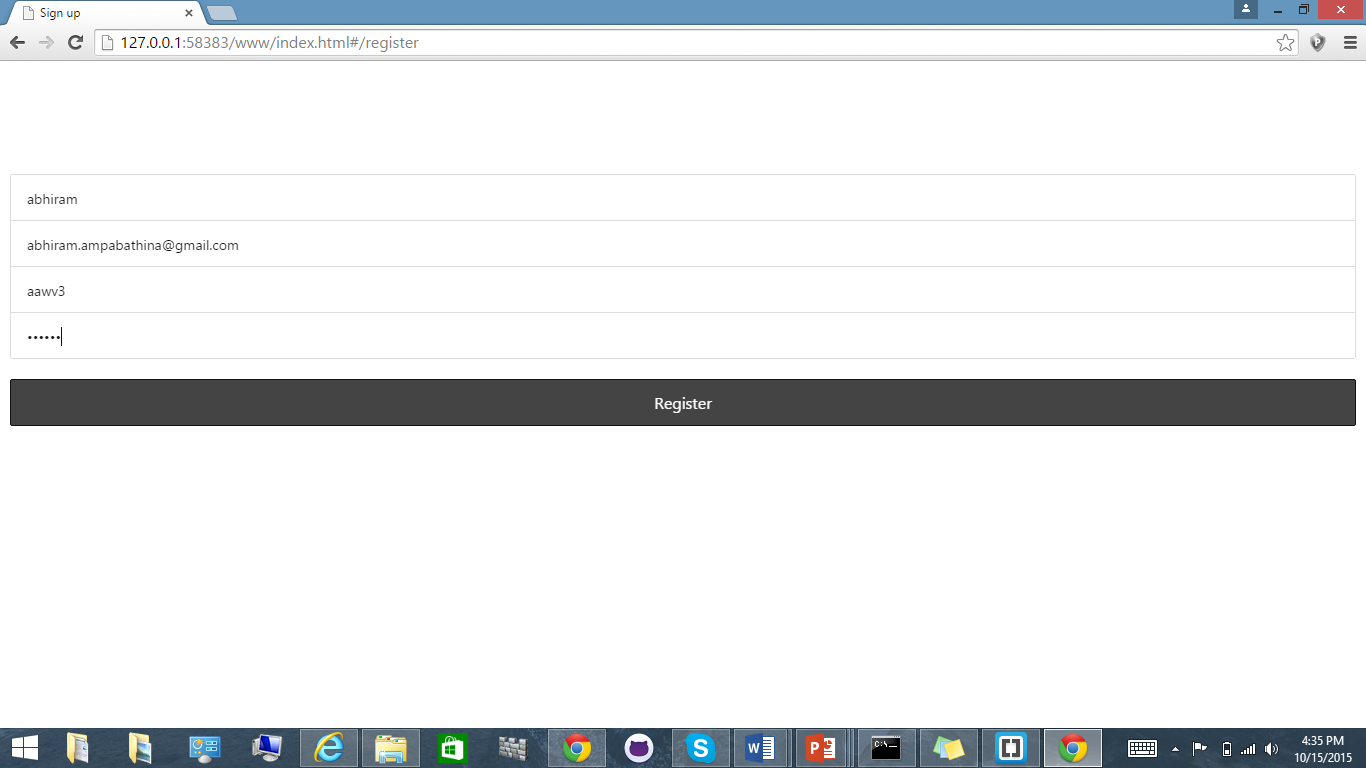 Sign up
127.0.0.1:58383/www/index.html#/register
abhiram
abhiram.ampabathina@gmail.com
aawv3
••••••
Register
4:35 PM
10/15/2015